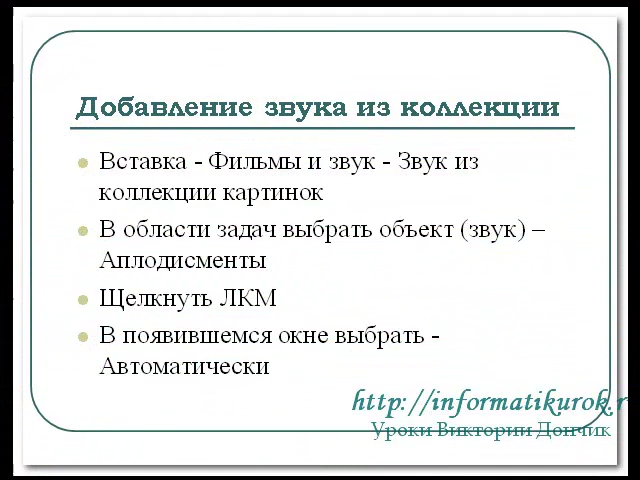 Добавление звука из коллекции
Вставка - Фильмы и звук - Звук из
коллекции картинок
В области задач выбрать объект (звук) –
Аплодисменты
Щелкнуть ЛКМ
В появившемся окне выбрать -
Автоматически
http://informatikurok.r
Уроки Виктории Дончик